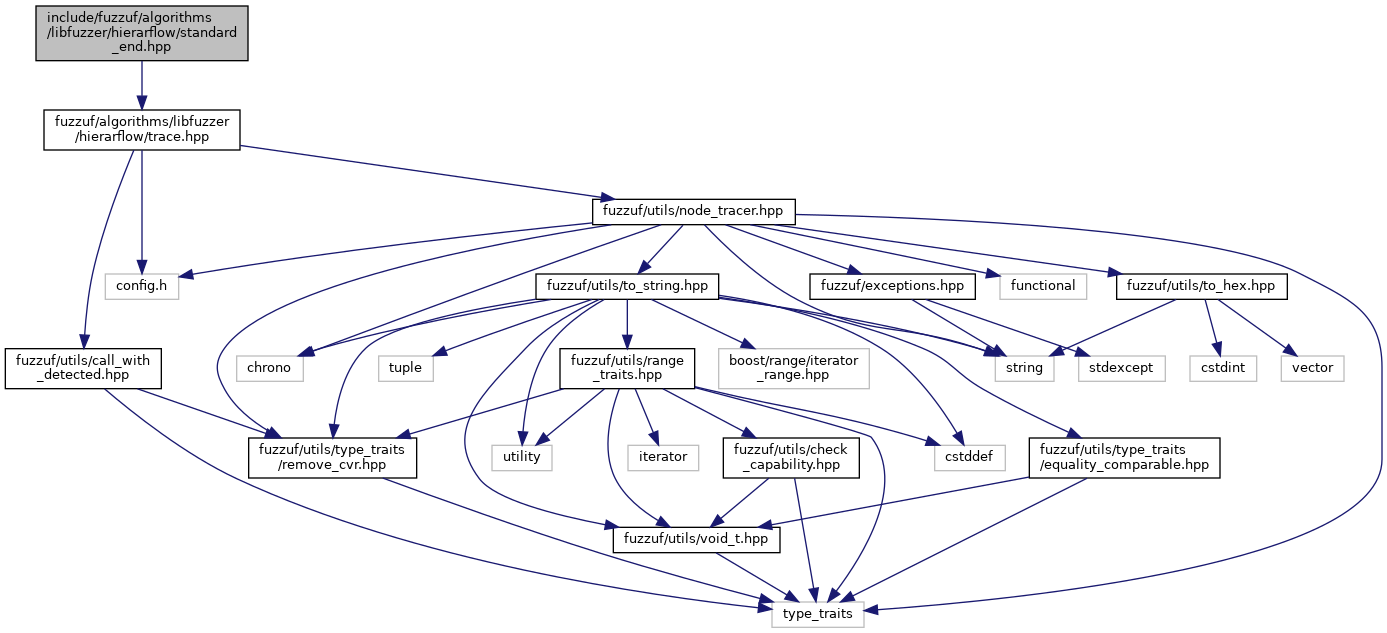 include/fuzzuf/algorithms
/libfuzzer/hierarflow/standard
_end.hpp
fuzzuf/algorithms/libfuzzer
/hierarflow/trace.hpp
fuzzuf/utils/node_tracer.hpp
config.h
fuzzuf/utils/to_string.hpp
fuzzuf/exceptions.hpp
functional
fuzzuf/utils/to_hex.hpp
fuzzuf/utils/call_with
_detected.hpp
chrono
tuple
fuzzuf/utils/range
_traits.hpp
boost/range/iterator
_range.hpp
string
stdexcept
cstdint
vector
fuzzuf/utils/type_traits
/remove_cvr.hpp
utility
iterator
fuzzuf/utils/check
_capability.hpp
cstddef
fuzzuf/utils/type_traits
/equality_comparable.hpp
fuzzuf/utils/void_t.hpp
type_traits